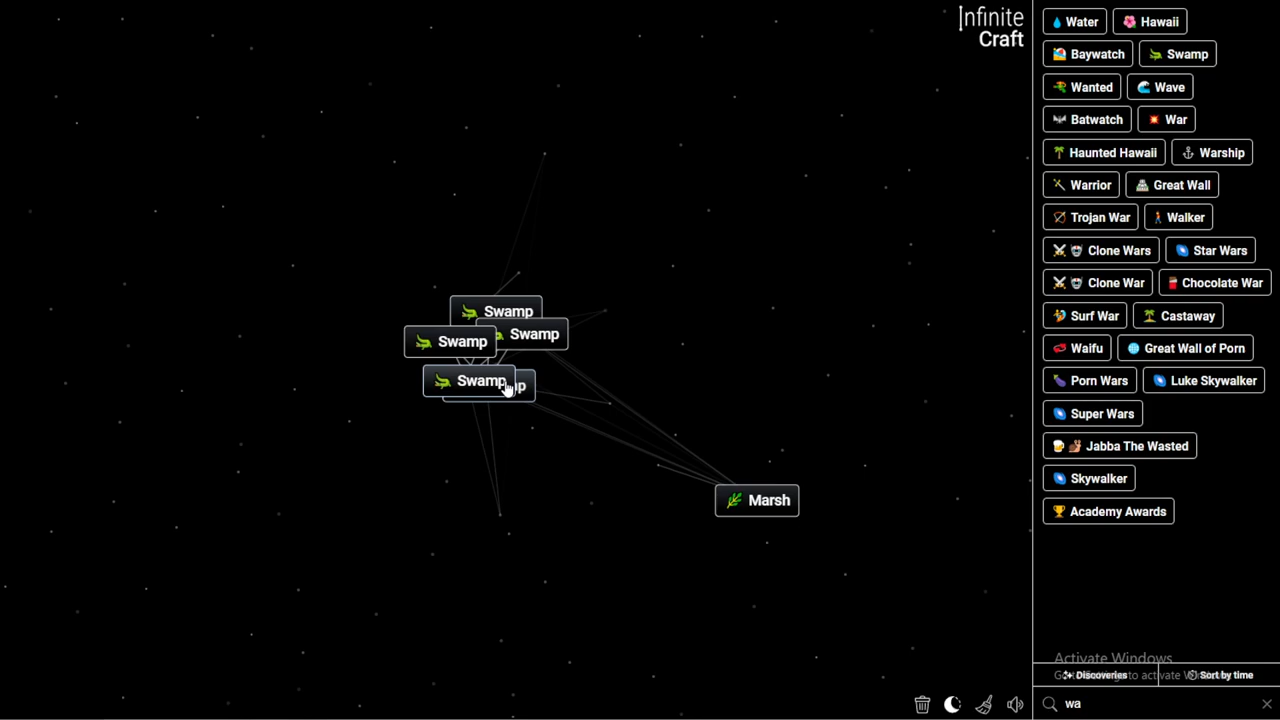 Infinite
Craft
Swamp
Swamp
Swamp
Swamp
Marsh
Water
Hawaii
Baywatch
Swamp
Wanted
Wave
Batwatch
War
Haunted Hawaii
Warship
Warrior
Great Wall
Trojan War
Walker
Clone Wars
Star Wars
Clone War
Chocolate War
Surf War
Castaway
Waifu
Great Wall of Porn
Porn Wars
Luke Skywalker
Super Wars
Jabba The Wasted
Skywalker
Academy Awards
Activate Windows
Discoveries
Sort by time
wa